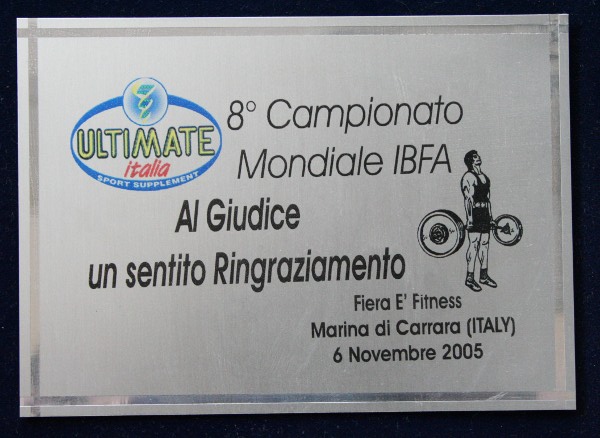 ULTIMATE
italia
SPORT SUPPLEMENT
8° Campionato
Mondiale IBFA
Al Giudice
un sentito Ringraziamento
Fiera E' Fitness
Marina di Carrara (ITALY)
6 Novembre 2005